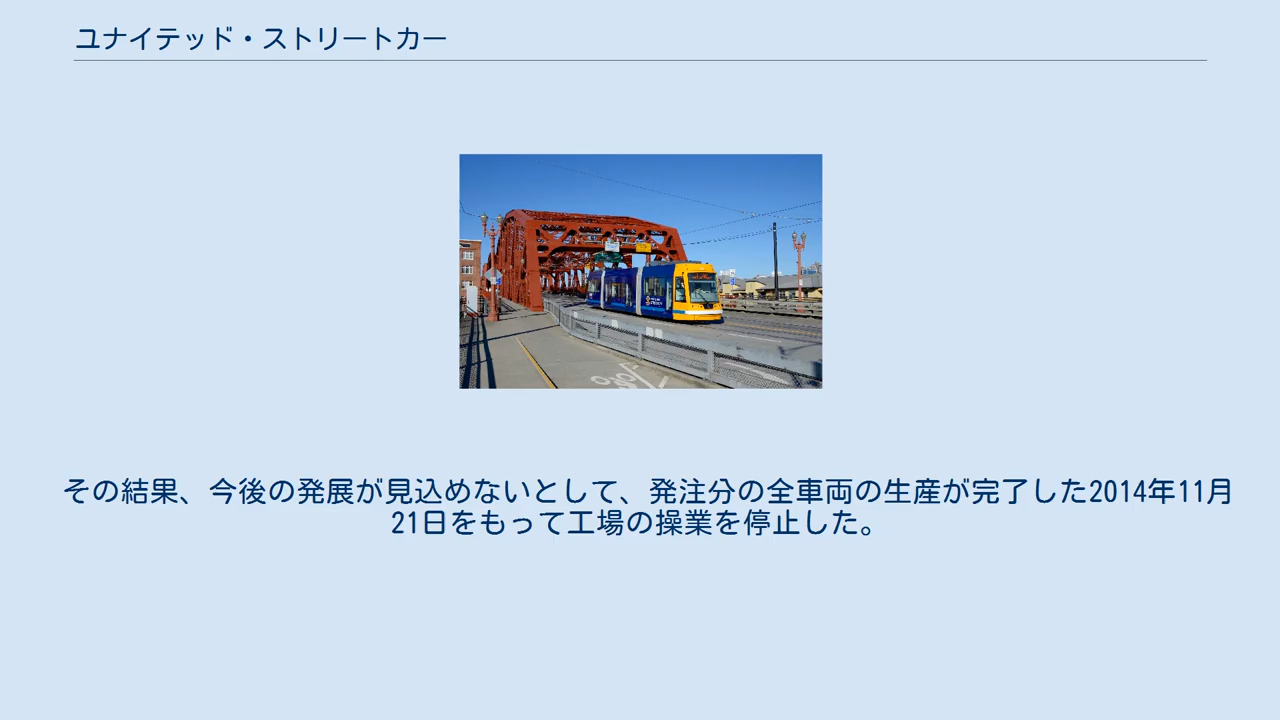 ユナイテッド・ストリートカー
その結果、今後の発展が見込めないとして、発注分の全車両の生産が完了した2014年11月
21日をもって工場の操業を停止した。